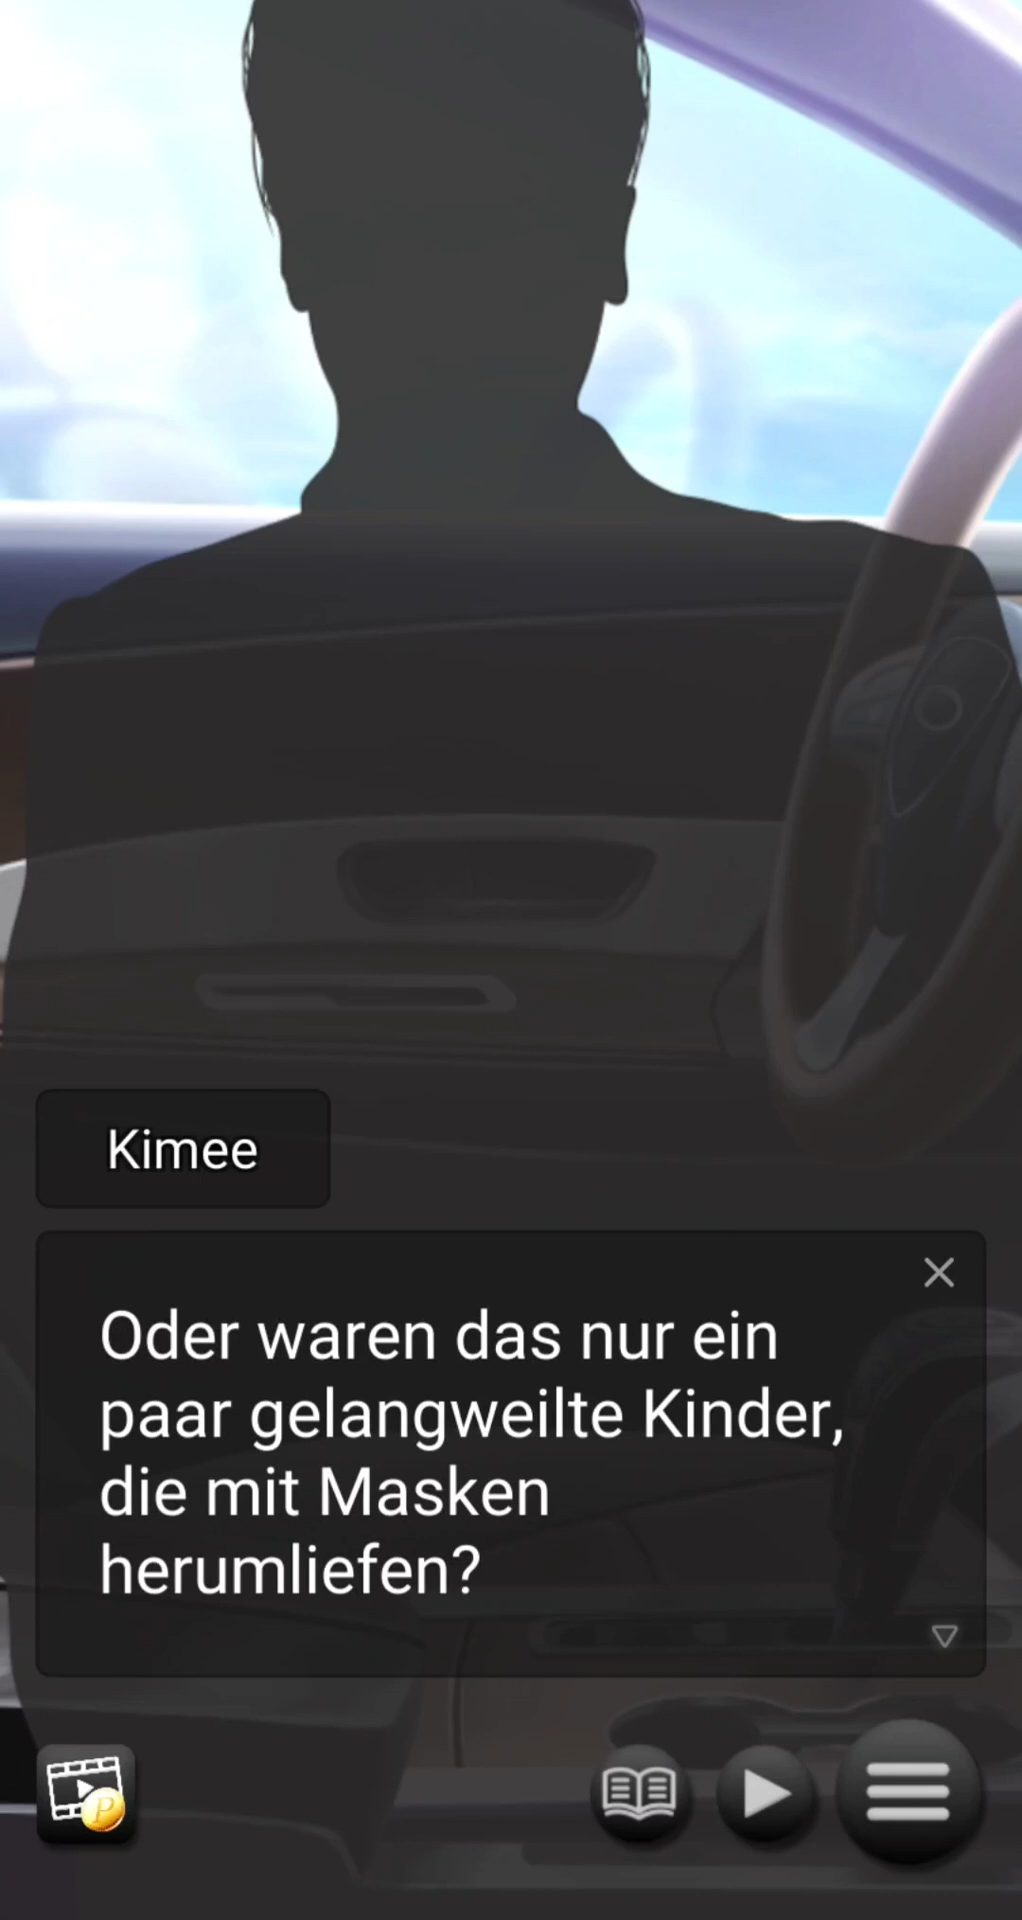 Kimee
Oder waren das nur ein
paar gelangweilte Kinder,
die mit Masken
herumliefen?
P